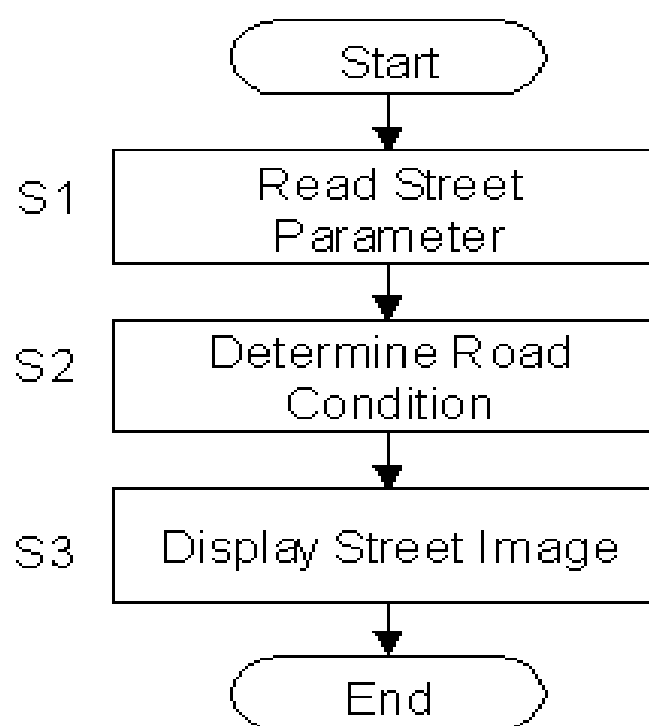 Start
S1
Read Street
Parameter
S2
Determine Road
Condition
S3
Display Street Image
End